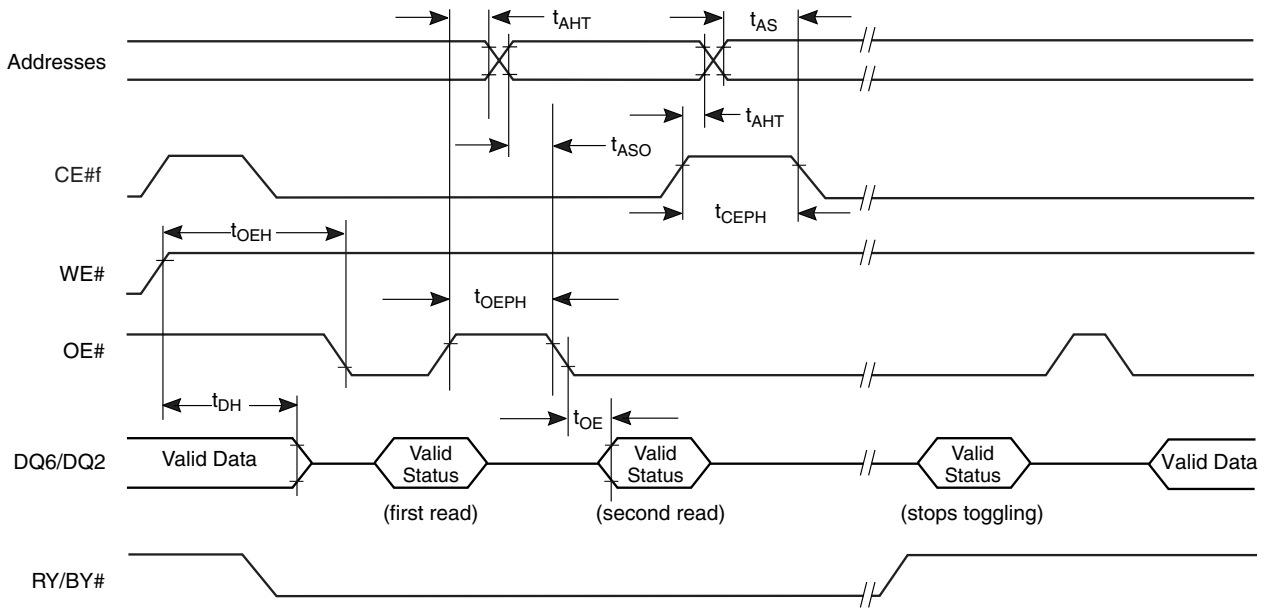 tAHT
tAS
Addresses
tAHT
tASO
CE#f
tCEPH
tOEH
WE#
tOEPH
OE#
tDH
tOE
DQ6/DQ2
Valid Data
Valid
Status
Valid
Status
Valid
Status
Valid Data
(first read)
(second read)
(stops toggling)
RY/BY#